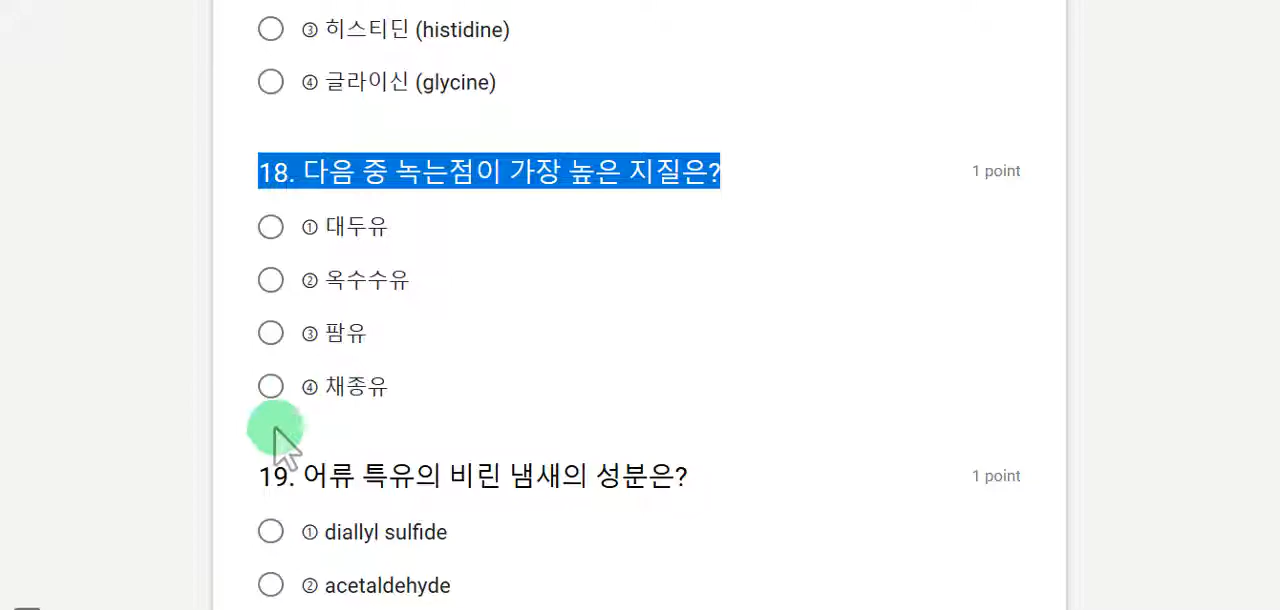 ③ 히스티딘 (histidine)
④ 글라이신 (glycine)
18. 다음 중 녹는점이 가장 높은 지질은?
1 point
① 대두유
② 옥수수유
③ 팜유
④ 채종유
19. 어류 특유의 비린 냄새의 성분은?
1 point
① diallyl sulfide
② acetaldehyde